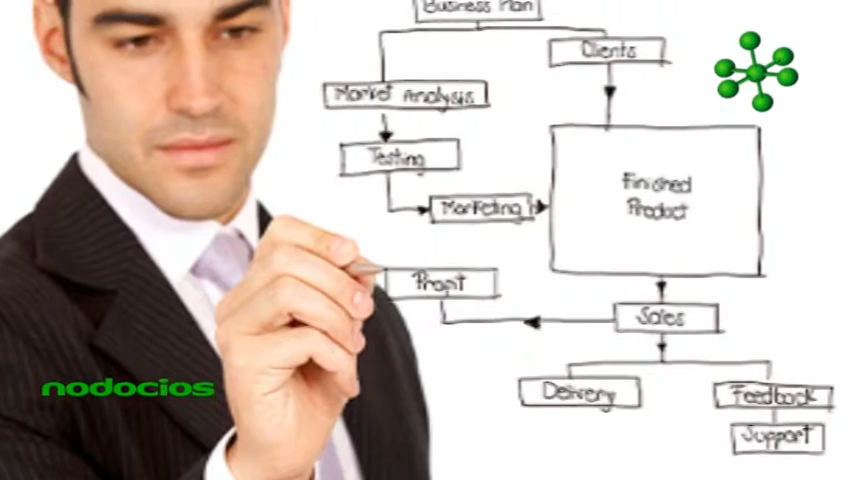 Business Plan
Clients
Market Analysis
Testing
Marketing
Finished
Product
Profit
Sales
nodocios
Delivery
Feedback
Support